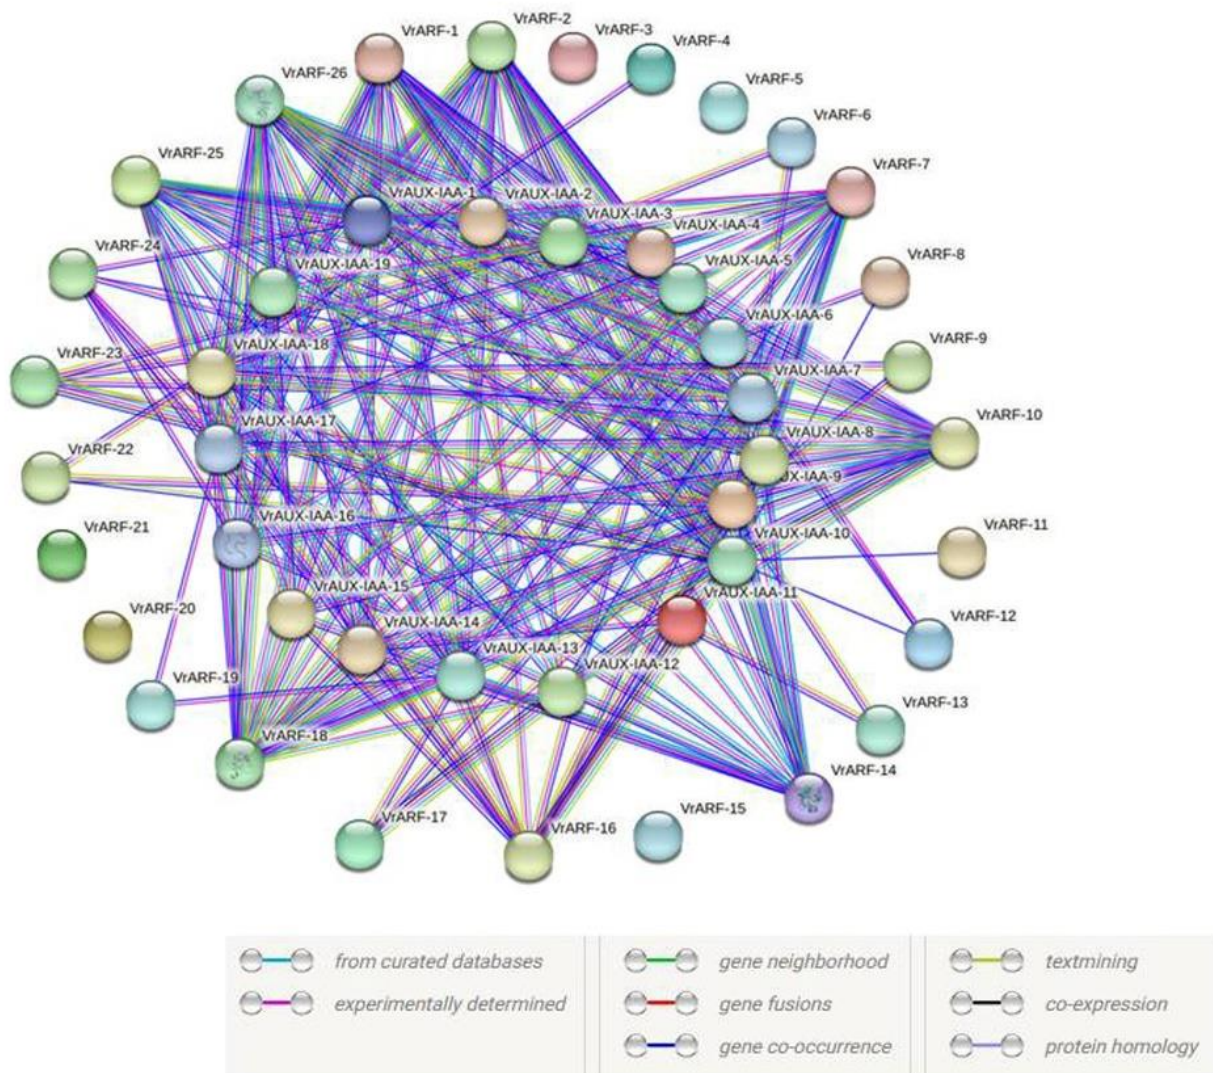 VrARF-1
VrARF-2
VrARF-3
VrARF-4
VrARF-5
VrARF-26
VrARF-6
VrARF-25
VrARF-7
VrAUX-IAA-1
VrAUX-IAA-2
VrAUX-IAA-3
VrAUX-IAA-4
VrARF-24
VrARF-8
VrAUX-IAA-19
VrAUX-IAA-5
VrAUX-IAA-6
VrARF-9
VrAUX-IAA-18
VrARF-23
VrAUX-IAA-7
VrARF-10
VrAUX-IAA-17
VrAUX-IAA-8
VrARF-22
UX-IAA-9
VrAUX-IAA-16
VrARF-21
VrARF-11
VrAUX-IAA-10
VrAUX-IAA-15
VrAUX-IAA-11
VrARF-20
VrAUX-IAA-14
VrARF-12
VrAUX-IAA-13
VrAUX-IAA-12
VrARF-19
VrARF-13
VrARF-18
VrARF-14
VrARF-15
VrARF-17
VrARF-16
from curated databases
experimentally determined
gene neighborhood
gene fusions
gene co-occurrence
textmining
co-expression
protein homology